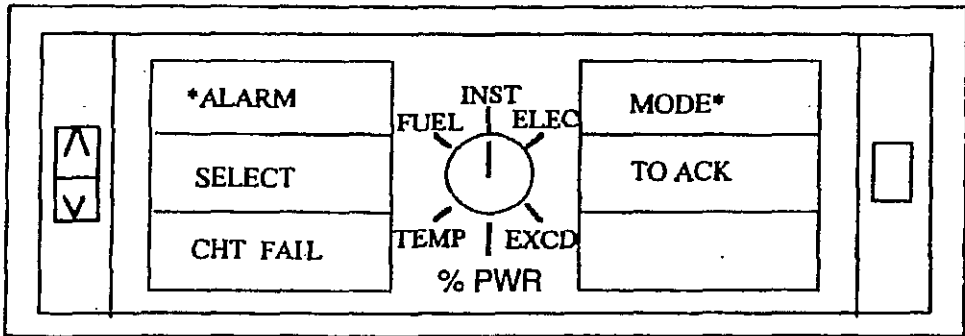 *ALARM
SELECT
CHT FAIL
INST
FUEL
ELEC
TEMP
EXCD
% PWR
MODE*
TO ACK